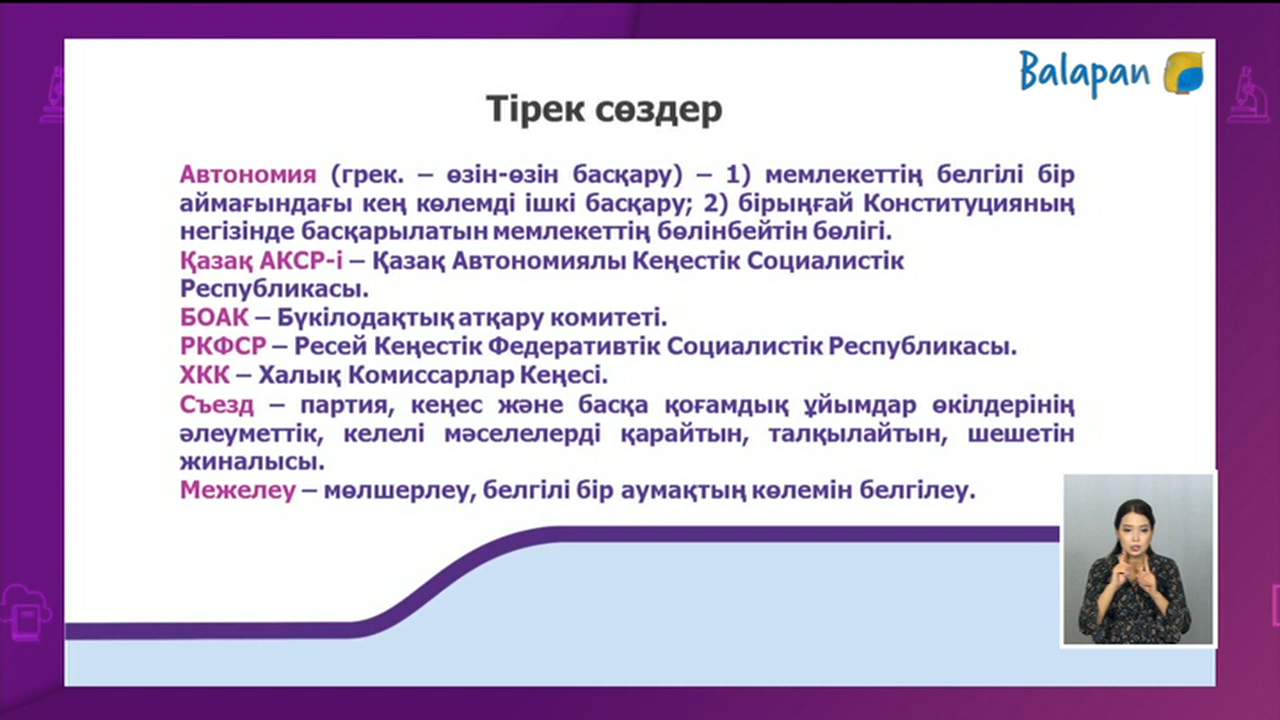 Balapan
Тірек сөздер
Автономия (грек. – өзін-өзін басқару) – 1) мемлекеттің белгілі бір
аймағындағы кең көлемді ішкі басқару; 2) бірыңғай Конституцияның
негізінде басқарылатын мемлекеттің бөлінбейтін бөлігі.
Қазақ АКСР-і – Қазақ Автономиялы Кеңестік Социалистік
Республикасы.
БОАК – Бүкілодақтық атқару комитеті.
РКФСР – Ресей Кеңестік Федеративтік Социалистік Республикасы.
ХКК – Халық Комиссарлар Кеңесі.
Съезд – партия, кеңес және басқа қоғамдық ұйымдар өкілдерінің
әлеуметтік, келелі мәселелерді қарайтын, талқылайтын, шешетін
жиналысы.
Межелеу – мөлшерлеу, белгілі бір аумақтың көлемін белгілеу.